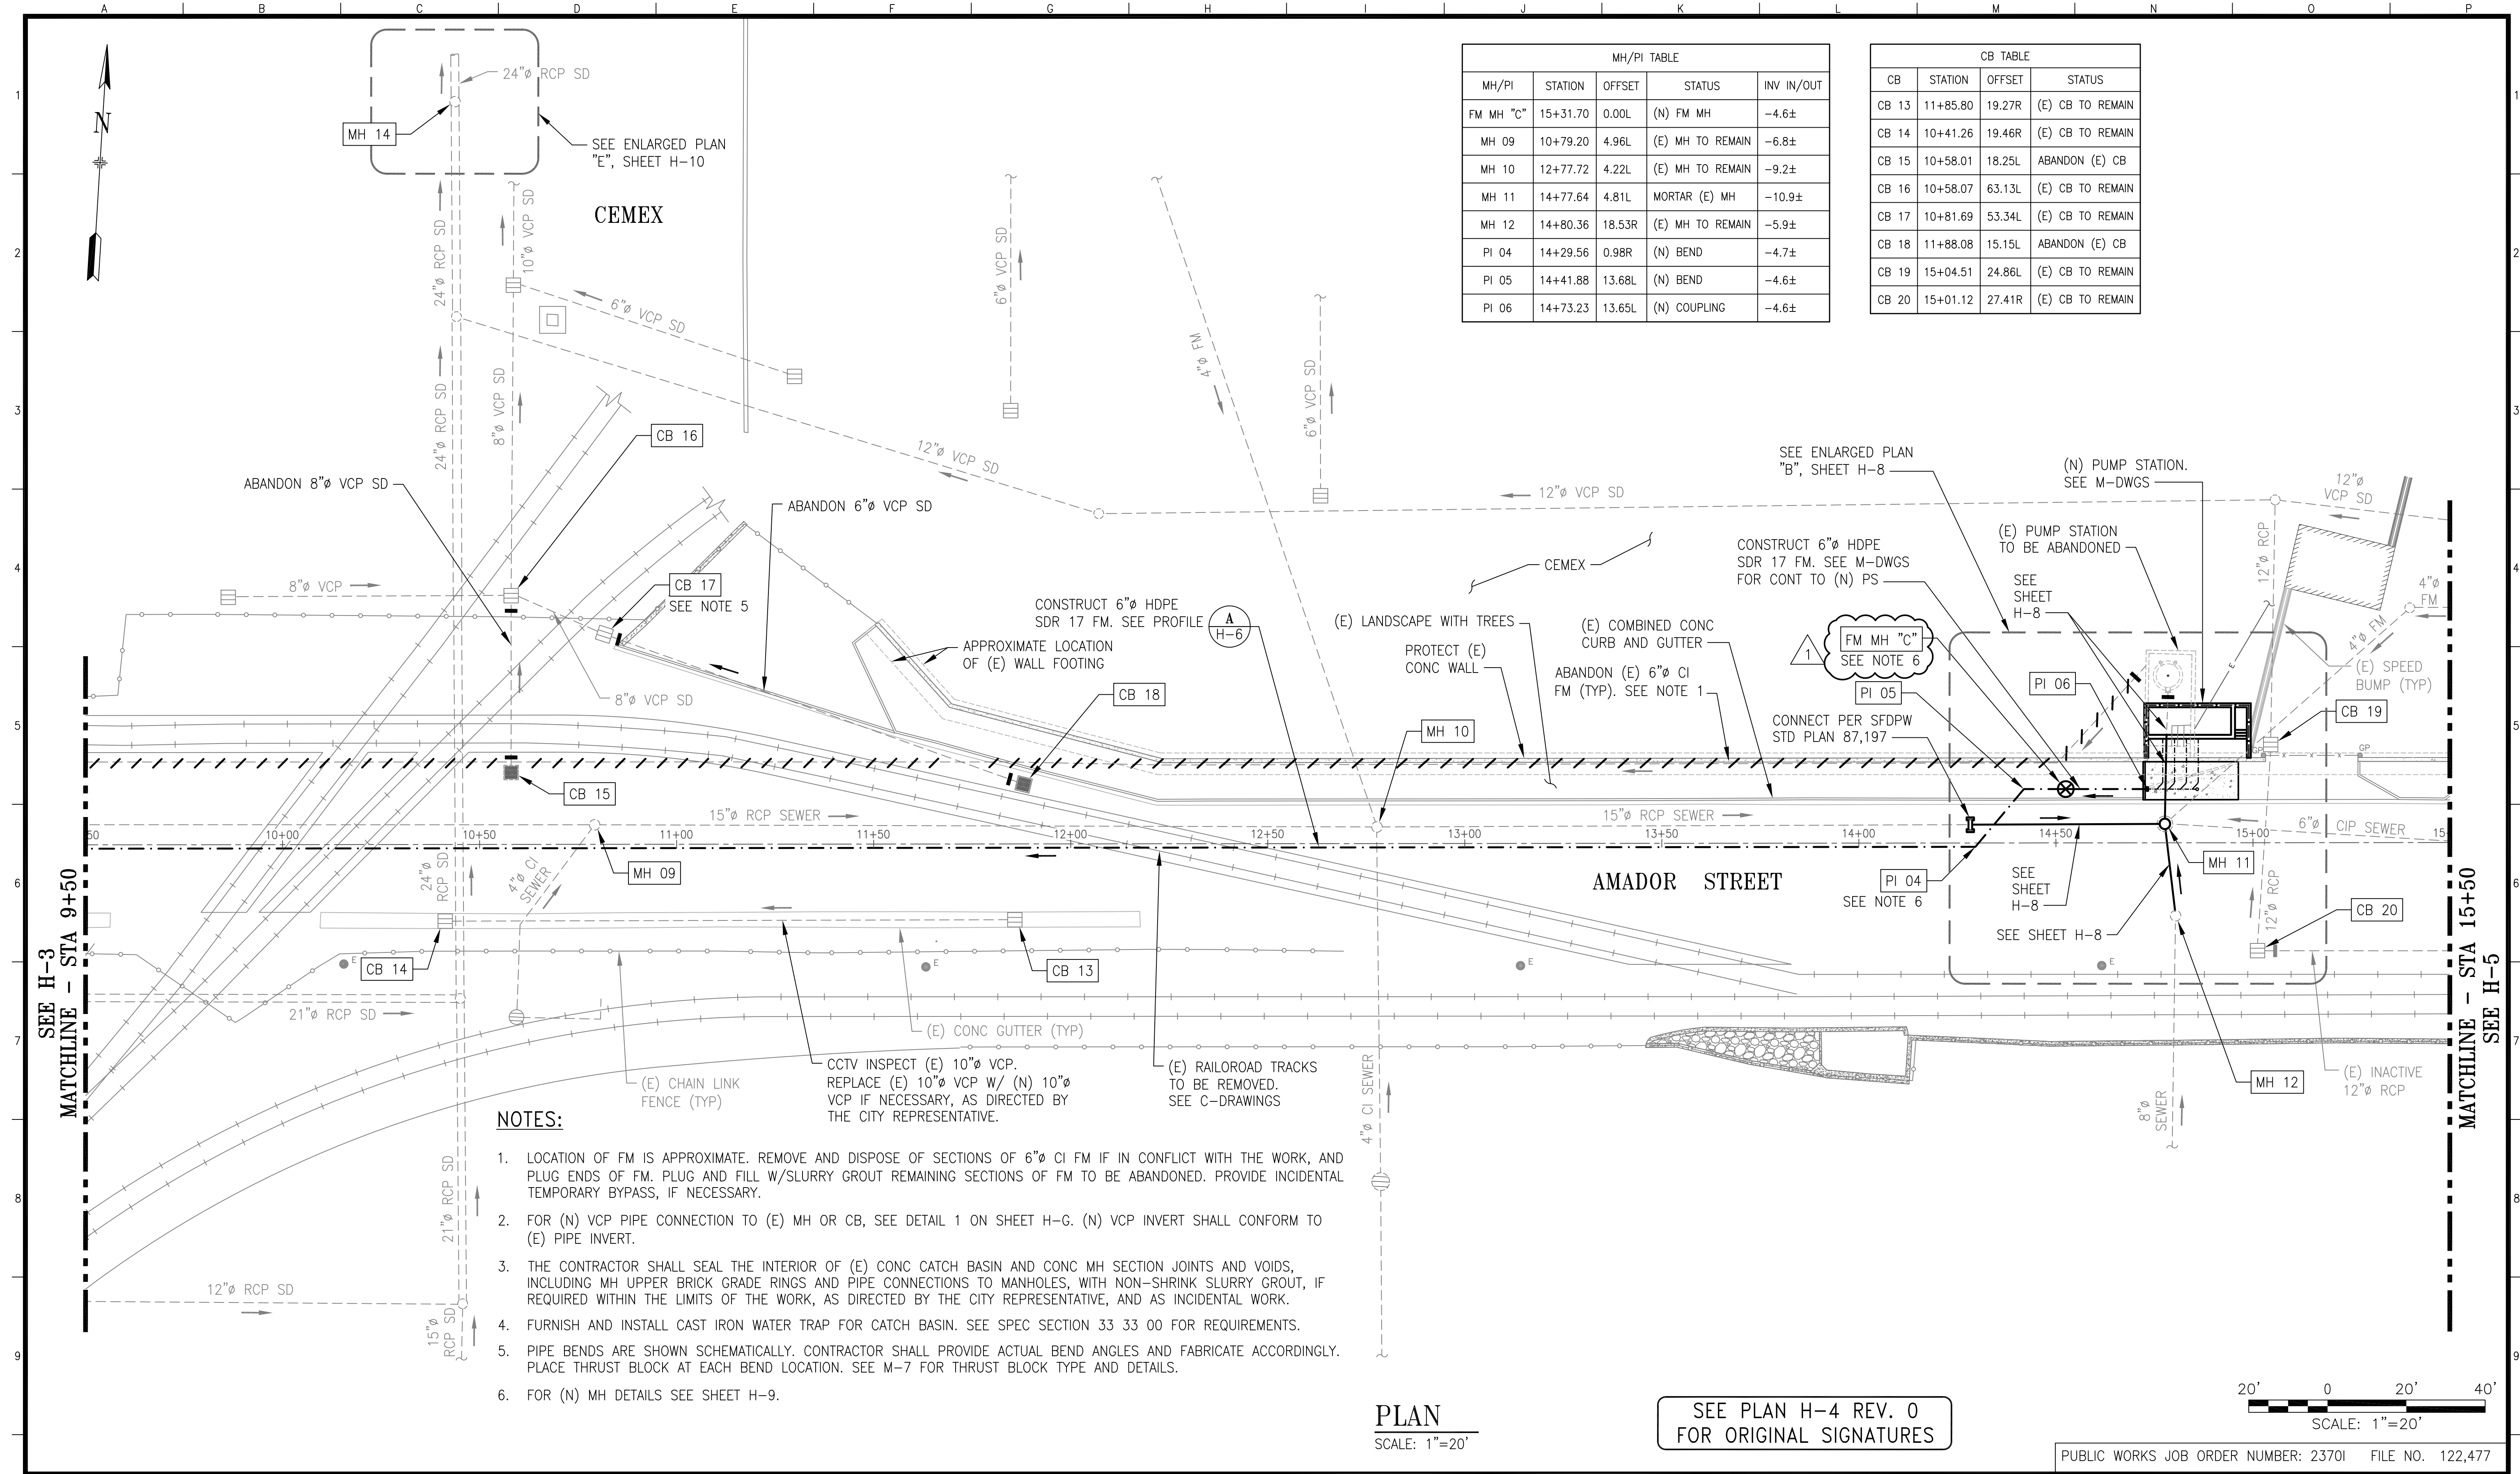 A B C D E F G H I J K L M N O P
1
2
3
4
5
6
7
8
9
1
2
3
4
5
6
7
8
9
N
MH 14
24"ø RCP SD
SEE ENLARGED PLAN
"E", SHEET H-10
CEMEX
24"ø RCP SD
24"ø RCP SD
24"ø RCP SD
10"ø VCP SD
8"ø VCP SD
6"ø VCP SD
6"ø VCP SD
4"ø FM
6"ø VCP SD
12"ø VCP SD
12"ø VCP SD
MH/PI TABLE
MH/PI STATION OFFSET STATUS INV IN/OUT
FM MH "C" 15+31.70 0.00L (N) FM MH -4.6±
MH 09 10+79.20 4.96L (E) MH TO REMAIN -6.8±
MH 10 12+77.72 4.22L (E) MH TO REMAIN -9.2±
MH 11 14+77.64 4.81L MORTAR (E) MH -10.9±
MH 12 14+80.36 18.53R (E) MH TO REMAIN -5.9±
PI 04 14+29.56 0.98R (N) BEND -4.7±
PI 05 14+41.88 13.68L (N) BEND -4.6±
PI 06 14+73.23 13.65L (N) COUPLING -4.6±
CB TABLE
CB STATION OFFSET STATUS
CB 13 11+85.80 19.27R (E) CB TO REMAIN
CB 14 10+41.26 19.46R (E) CB TO REMAIN
CB 15 10+58.01 18.25L ABANDON (E) CB
CB 16 10+58.07 63.13L (E) CB TO REMAIN
CB 17 10+81.69 53.34L (E) CB TO REMAIN
CB 18 11+88.08 15.15L ABANDON (E) CB
CB 19 15+04.51 24.86L (E) CB TO REMAIN
CB 20 15+01.12 27.41R (E) CB TO REMAIN
ABANDON 8"ø VCP SD
CB 16
ABANDON 6"ø VCP SD
8"ø VCP
CB 17
SEE NOTE 5
8"ø VCP SD
APPROXIMATE LOCATION
OF (E) WALL FOOTING
CONSTRUCT 6"ø HDPE
SDR 17 FM. SEE PROFILE
A
H-6
CB 18
CEMEX
(E) LANDSCAPE WITH TREES
PROTECT (E)
CONC WALL
(E) COMBINED CONC
CURB AND GUTTER
ABANDON (E) 6"ø CI
FM (TYP). SEE NOTE 1
SEE ENLARGED PLAN
"B", SHEET H-8
CONSTRUCT 6"ø HDPE
SDR 17 FM. SEE M-DWGS
FOR CONT TO (N) PS
1
FM MH "C"
SEE NOTE 6
PI 05
CONNECT PER SFDPW
STD PLAN 87,197
(N) PUMP STATION.
SEE M-DWGS
(E) PUMP STATION
TO BE ABANDONED
SEE
SHEET
H-8
PI 06
12"ø
VCP SD
12"ø RCP
4"ø
FM
4"ø FM
(E) SPEED
BUMP (TYP)
CB 19
E
GP
GP
CB 15
MH 10
15"ø RCP SEWER
15"ø RCP SEWER
6"ø CIP SEWER
50 10+00 10+50 11+00 11+50 12+00 12+50 13+00 13+50 14+00 14+50 15+00 15
MH 09
MH 11
24"ø
RCP SD
4"ø CI
SEWER
AMADOR STREET
PI 04
SEE NOTE 6
SEE
SHEET
H-8
SEE SHEET H-8
12"ø RCP
CB 20
CB 14
CB 13
E
E
E
E
21"ø RCP SD
(E) CONC GUTTER (TYP)
(E) CHAIN LINK
FENCE (TYP)
CCTV INSPECT (E) 10"ø VCP.
REPLACE (E) 10"ø VCP W/ (N) 10"ø
VCP IF NECESSARY, AS DIRECTED BY
THE CITY REPRESENTATIVE.
(E) RAILOROAD TRACKS
TO BE REMOVED.
SEE C-DRAWINGS
4"ø CI SEWER
8"ø
SEWER
MH 12
(E) INACTIVE
12"ø RCP
SEE H-3
MATCHLINE - STA 9+50
MATCHLINE - STA 15+50
SEE H-5
21"ø RCP SD
12"ø RCP SD
15"ø
RCP SD
NOTES:
1. LOCATION OF FM IS APPROXIMATE. REMOVE AND DISPOSE OF SECTIONS OF 6"ø CI FM IF IN CONFLICT WITH THE WORK, AND
PLUG ENDS OF FM. PLUG AND FILL W/SLURRY GROUT REMAINING SECTIONS OF FM TO BE ABANDONED. PROVIDE INCIDENTAL
TEMPORARY BYPASS, IF NECESSARY.
2. FOR (N) VCP PIPE CONNECTION TO (E) MH OR CB, SEE DETAIL 1 ON SHEET H-G. (N) VCP INVERT SHALL CONFORM TO
(E) PIPE INVERT.
3. THE CONTRACTOR SHALL SEAL THE INTERIOR OF (E) CONC CATCH BASIN AND CONC MH SECTION JOINTS AND VOIDS,
INCLUDING MH UPPER BRICK GRADE RINGS AND PIPE CONNECTIONS TO MANHOLES, WITH NON-SHRINK SLURRY GROUT, IF
REQUIRED WITHIN THE LIMITS OF THE WORK, AS DIRECTED BY THE CITY REPRESENTATIVE, AND AS INCIDENTAL WORK.
4. FURNISH AND INSTALL CAST IRON WATER TRAP FOR CATCH BASIN. SEE SPEC SECTION 33 33 00 FOR REQUIREMENTS.
5. PIPE BENDS ARE SHOWN SCHEMATICALLY. CONTRACTOR SHALL PROVIDE ACTUAL BEND ANGLES AND FABRICATE ACCORDINGLY.
PLACE THRUST BLOCK AT EACH BEND LOCATION. SEE M-7 FOR THRUST BLOCK TYPE AND DETAILS.
6. FOR (N) MH DETAILS SEE SHEET H-9.
PLAN
SCALE: 1"=20'
SEE PLAN H-4 REV. 0
FOR ORIGINAL SIGNATURES
20' 0 20' 40'
SCALE: 1"=20'
PUBLIC WORKS JOB ORDER NUMBER: 2370I FILE NO. 122,477